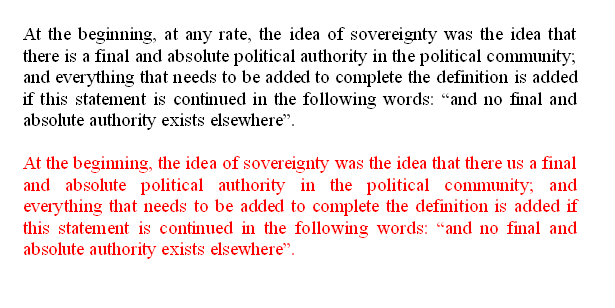 At the beginning, at any rate, the idea of sovereignty was the idea that
there is a final and absolute political authority in the political community;
and everything that needs to be added to complete the definition is added
if this statement is continued in the following words: “and no final and
absolute authority exists elsewhere”.
At the beginning, the idea of sovereignty was the idea that there us a final
and absolute political authority in the political community; and
everything that needs to be added to complete the definition is added if
this statement is continued in the following words: “and no final and
absolute authority exists elsewhere”.